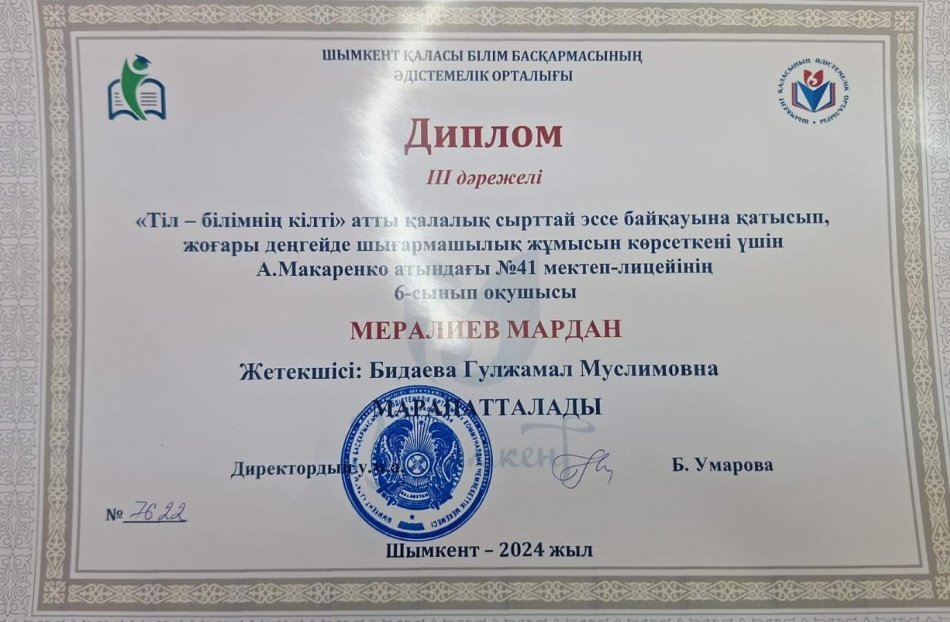 ШЫМКЕНТ ҚАЛАСЫ БІЛІМ БАСҚАРМАСЫНЫҢ
ӘДІСТЕМЕЛІК ОРТАЛЫҒЫ
Диплом
III дәрежелі
«Тіл – білімнің кілті» атты қалалық сырттай эссе байқауына қатысып,
жоғары деңгейде шығармашылық жұмысын көрсеткені үшін
А.Макаренко атындағы №41 мектеп-лицейінің
6-сынып оқушысы
МЕРАЛИЕВ МАРДАН
Жетекшісі: Бидаева Гулжамал Муслимовна
МАРАПАТТАЛАДЫ
Директордың у.м.а. Б. Умарова
№ 7622
Шымкент – 2024 жыл